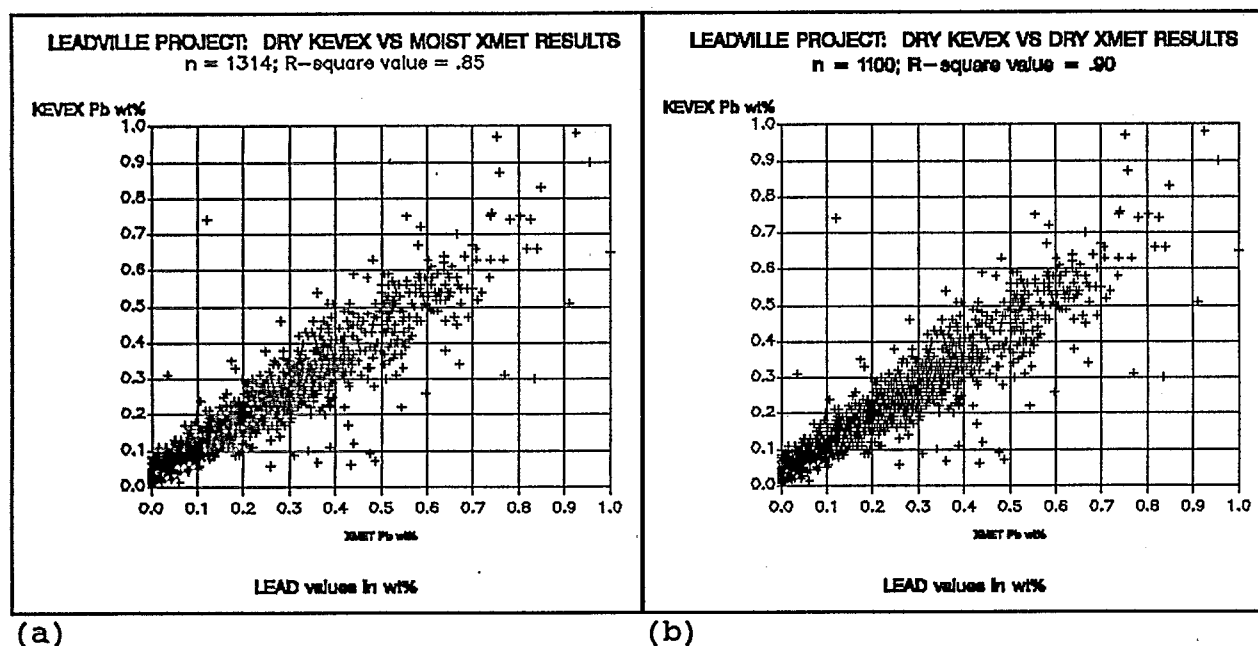 LEADVILLE PROJECT: DRY KEVEX VS MOIST XMET RESULTS
n = 1314; R-square value = .85
KEVEX Pb wt%
1.0
0.9
0.8
0.7
0.6
0.5
0.4
0.3
0.2
0.1
0.0
0.0 0.1 0.2 0.3 0.4 0.5 0.6 0.7 0.8 0.9 1.0
XMET Pb wt%
LEAD values in wt%
(a)
LEADVILLE PROJECT: DRY KEVEX VS DRY XMET RESULTS
n = 1100; R-square value = .90
KEVEX Pb wt%
1.0
0.9
0.8
0.7
0.6
0.5
0.4
0.3
0.2
0.1
0.0
0.0 0.1 0.2 0.3 0.4 0.5 0.6 0.7 0.8 0.9 1.0
XMET Pb wt%
LEAD values in wt%
(b)